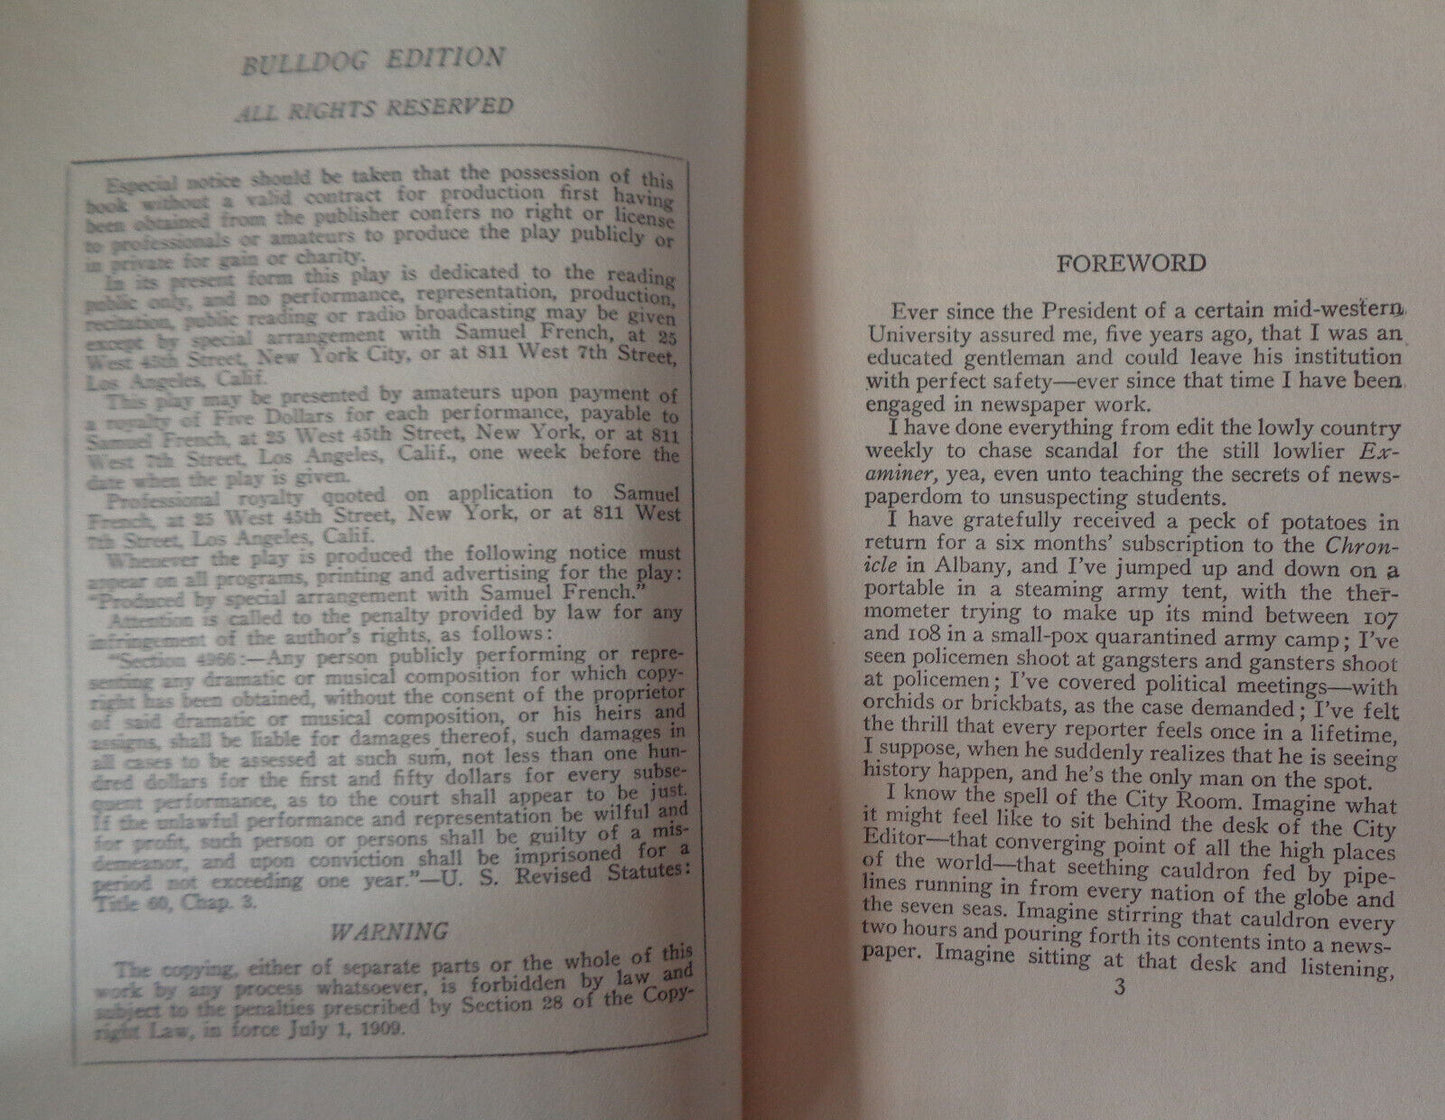 BULLDOG EDITION
ALL RIGHTS RESERVED
Especial notice should be taken that the possession of this
book without a valid contract for production first having
been obtained from the publisher confers no right or license
to professionals or amateurs to produce the play publicly or
in private for gain or charity.
In its present form this play is dedicated to the reading
public only, and no performance, representation, production,
recitation, public reading or radio broadcasting may be given
except by special arrangement with Samuel French, at 25
West 45th Street, New York City, or at 811 West 7th Street,
Los Angeles, Calif.
This play may be presented by amateurs upon payment of
a royalty of Five Dollars for each performance, payable to
Samuel French, at 25 West 45th Street, New York, or at 811
West 7th Street, Los Angeles, Calif., one week before the
date when the play is given.
Professional royalty quoted on application to Samuel
French, at 25 West 45th Street, New York, or at 811 West
7th Street, Los Angeles, Calif.
Whenever the play is produced the following notice must
appear on all programs, printing and advertising for the play:
"Produced by special arrangement with Samuel French."
Attention is called to the penalty provided by law for any
infringement of the author's rights, as follows:
"Section 4966:—Any person publicly performing or repre-
senting any dramatic or musical composition for which copy-
right has been obtained, without the consent of the proprietor
of said dramatic or musical composition, or his heirs and
assigns, shall be liable for damages thereof, such damages in
all cases to be assessed at such sum, not less than one hun-
dred dollars for the first and fifty dollars for every subse-
quent performance, as to the court shall appear to be just.
If the unlawful performance and representation be wilful and
for profit, such person or persons shall be guilty of a mis-
demeanor, and upon conviction shall be imprisoned for a
period not exceeding one year."—U. S. Revised Statutes:
Title 60, Chap. 3.
WARNING
The copying, either of separate parts or the whole of this
work by any process whatsoever, is forbidden by law and
subject to the penalties prescribed by Section 28 of the Copy-
right Law, in force July 1, 1909.
FOREWORD
Ever since the President of a certain mid-western
University assured me, five years ago, that I was an
educated gentleman and could leave his institution
with perfect safety—ever since that time I have been
engaged in newspaper work.
I have done everything from edit the lowly country
weekly to chase scandal for the still lowlier Ex-
aminer, yea, even unto teaching the secrets of news-
paperdom to unsuspecting students.
I have gratefully received a peck of potatoes in
return for a six months' subscription to the Chron-
icle in Albany, and I've jumped up and down on a
portable in a steaming army tent, with the ther-
mometer trying to make up its mind between 107
and 108 in a small-pox quarantined army camp; I've
seen policemen shoot at gangsters and gansters shoot
at policemen; I've covered political meetings—with
orchids or brickbats, as the case demanded; I've felt
the thrill that every reporter feels once in a lifetime,
I suppose, when he suddenly realizes that he is seeing
history happen, and he's the only man on the spot.
I know the spell of the City Room. Imagine what
it might feel like to sit behind the desk of the City
Editor—that converging point of all the high places
of the world—that seething cauldron fed by pipe-
lines running in from every nation of the globe and
the seven seas. Imagine stirring that cauldron every
two hours and pouring forth its contents into a news-
paper. Imagine sitting at that desk and listening,
3